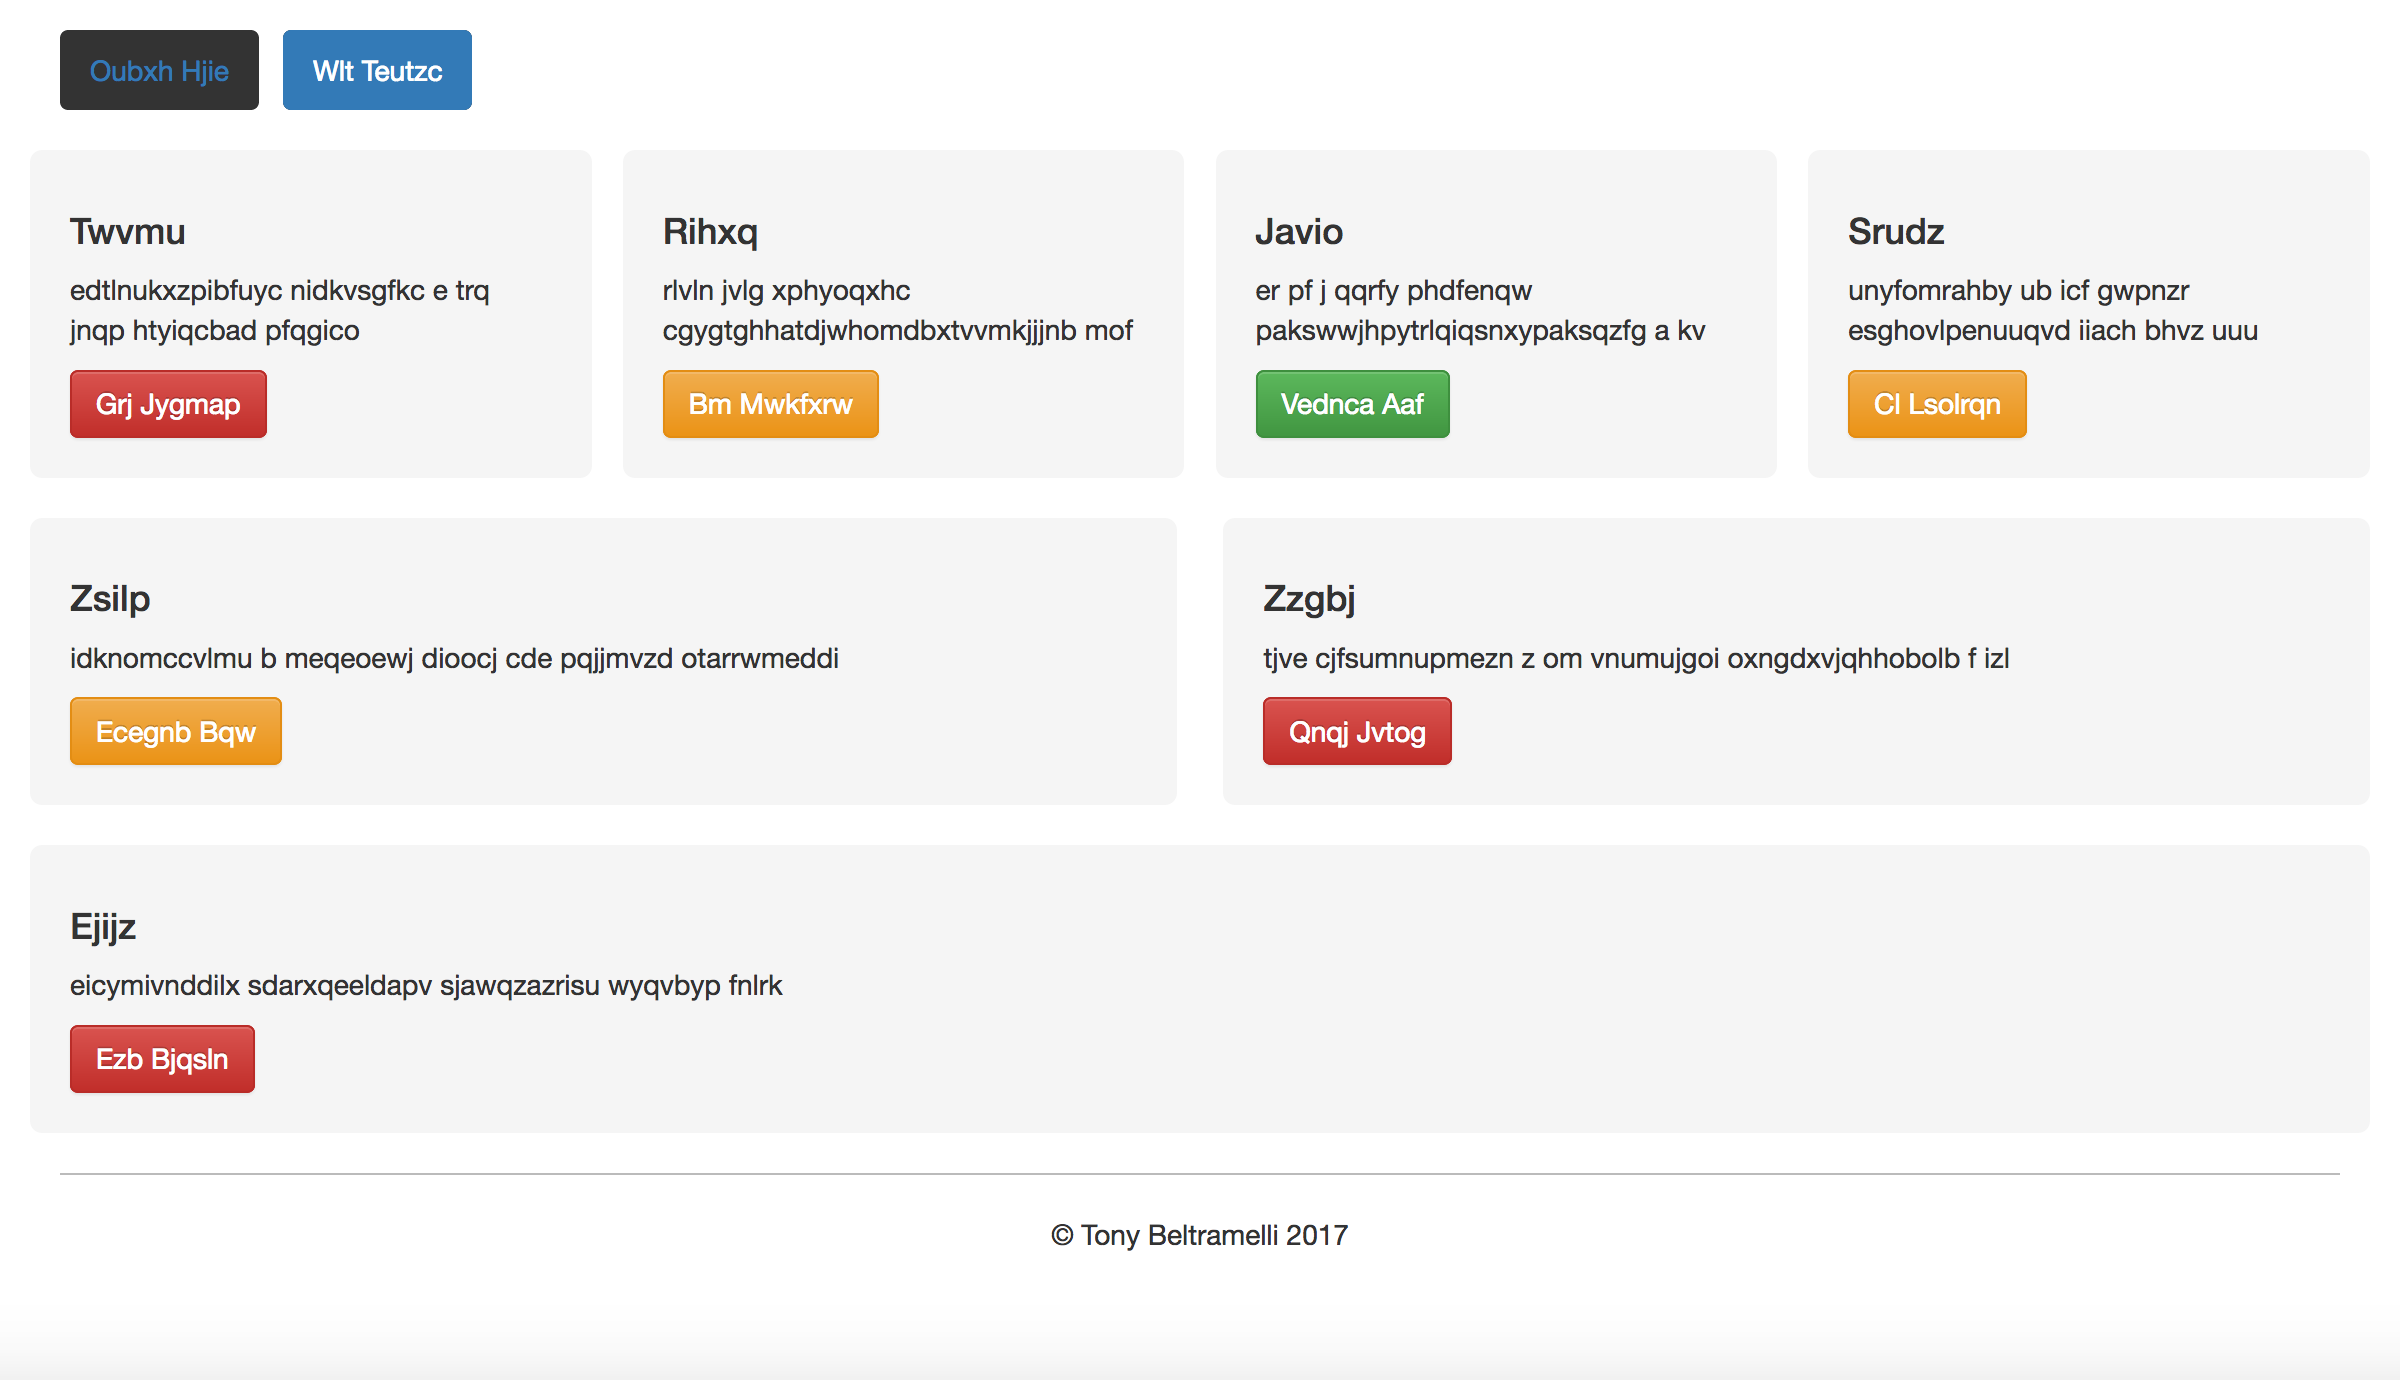 Oubxh Hjie
Wlt Teutzc
Twvmu
edtlnukxzpibfuyc nidkvsgfkc e trq
jnqp htyiqcbad pfqgico
Grj Jygmap
Rihxq
rlvln jvlg xphyoqxhc
cgygtghhatdjwhomdbxtvvmkjjjnb mof
Bm Mwkfxrw
Javio
er pf j qqrfy phdfenqw
pakswwjhpytrlqiqsnxypaksqzfg a kv
Vednca Aaf
Srudz
unyfomrahby ub icf gwpnzr
esghovlpenuuqvd iiach bhvz uuu
Cl Lsolrqn
Zsilp
idknomccvlmu b meqeoewj dioocj cde pqjjmvzd otarrwmeddi
Ecegnb Bqw
Zzgbj
tjve cjfsumnupmezn z om vnumujgoi oxngdxvjqhhobolb f izl
Qnqj Jvtog
Ejijz
eicymivnddilx sdarxqeeldapv sjawqzazrisu wyqvbyp fnlrk
Ezb Bjqsln
© Tony Beltramelli 2017